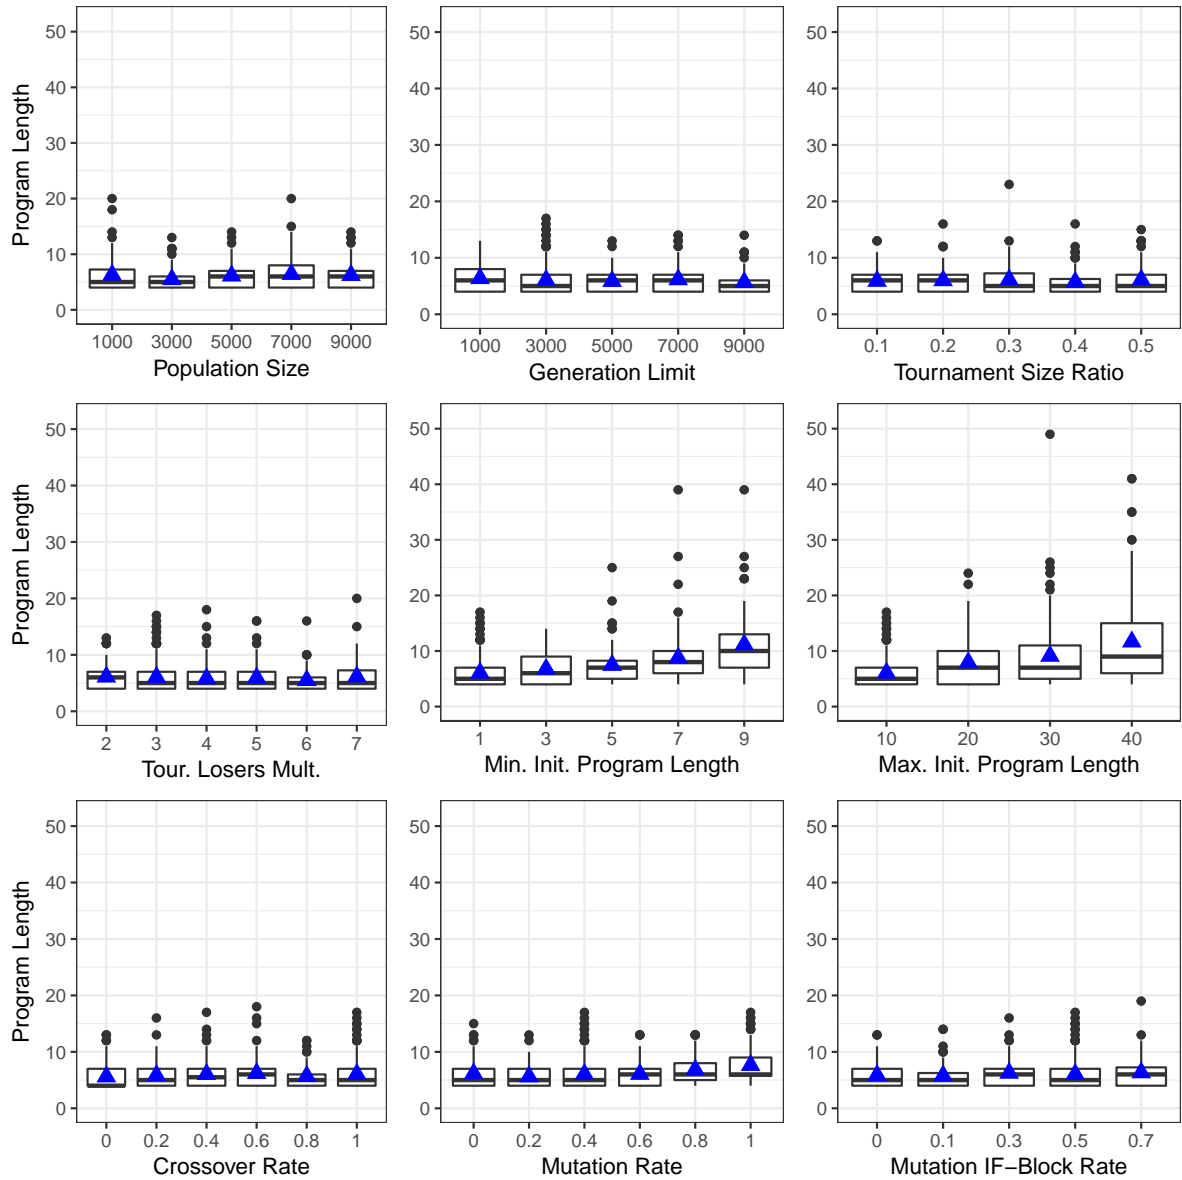 50
40
30
20
10
0
Program Length
1000 3000 5000 7000 9000
Population Size
50
40
30
20
10
0
1000 3000 5000 7000 9000
Generation Limit
50
40
30
20
10
0
0.1 0.2 0.3 0.4 0.5
Tournament Size Ratio
50
40
30
20
10
0
Program Length
2 3 4 5 6 7
Tour. Losers Mult.
50
40
30
20
10
0
1 3 5 7 9
Min. Init. Program Length
50
40
30
20
10
0
10 20 30 40
Max. Init. Program Length
50
40
30
20
10
0
Program Length
0 0.2 0.4 0.6 0.8 1
Crossover Rate
50
40
30
20
10
0
0 0.2 0.4 0.6 0.8 1
Mutation Rate
50
40
30
20
10
0
0 0.1 0.3 0.5 0.7
Mutation IF−Block Rate